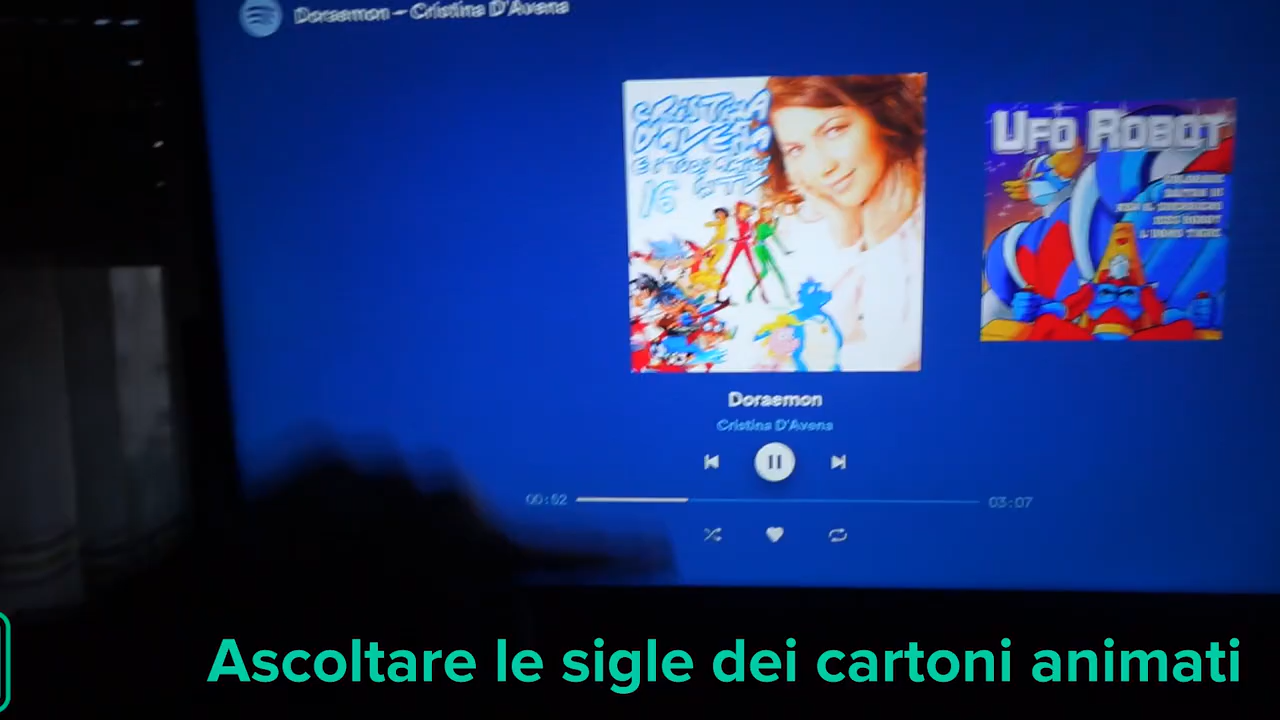 Doraemon – Cristina D'Avena
CRISTINA
D'AVENA
16
UFO ROBOT
Doraemon
Cristina D'Avena
00:52
03:07
Ascoltare le sigle dei cartoni animati